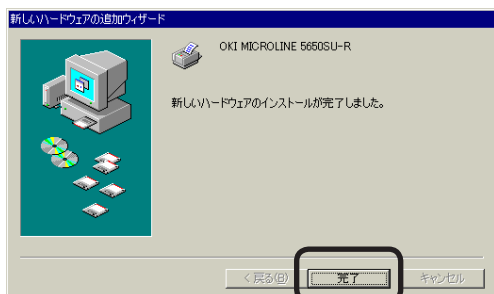 新しいハードウェアの追加ウィザード
OKI MICROLINE 5650SU-R
新しいハードウェアのインストールが完了しました。
< 戻る(B)
完了
キャンセル